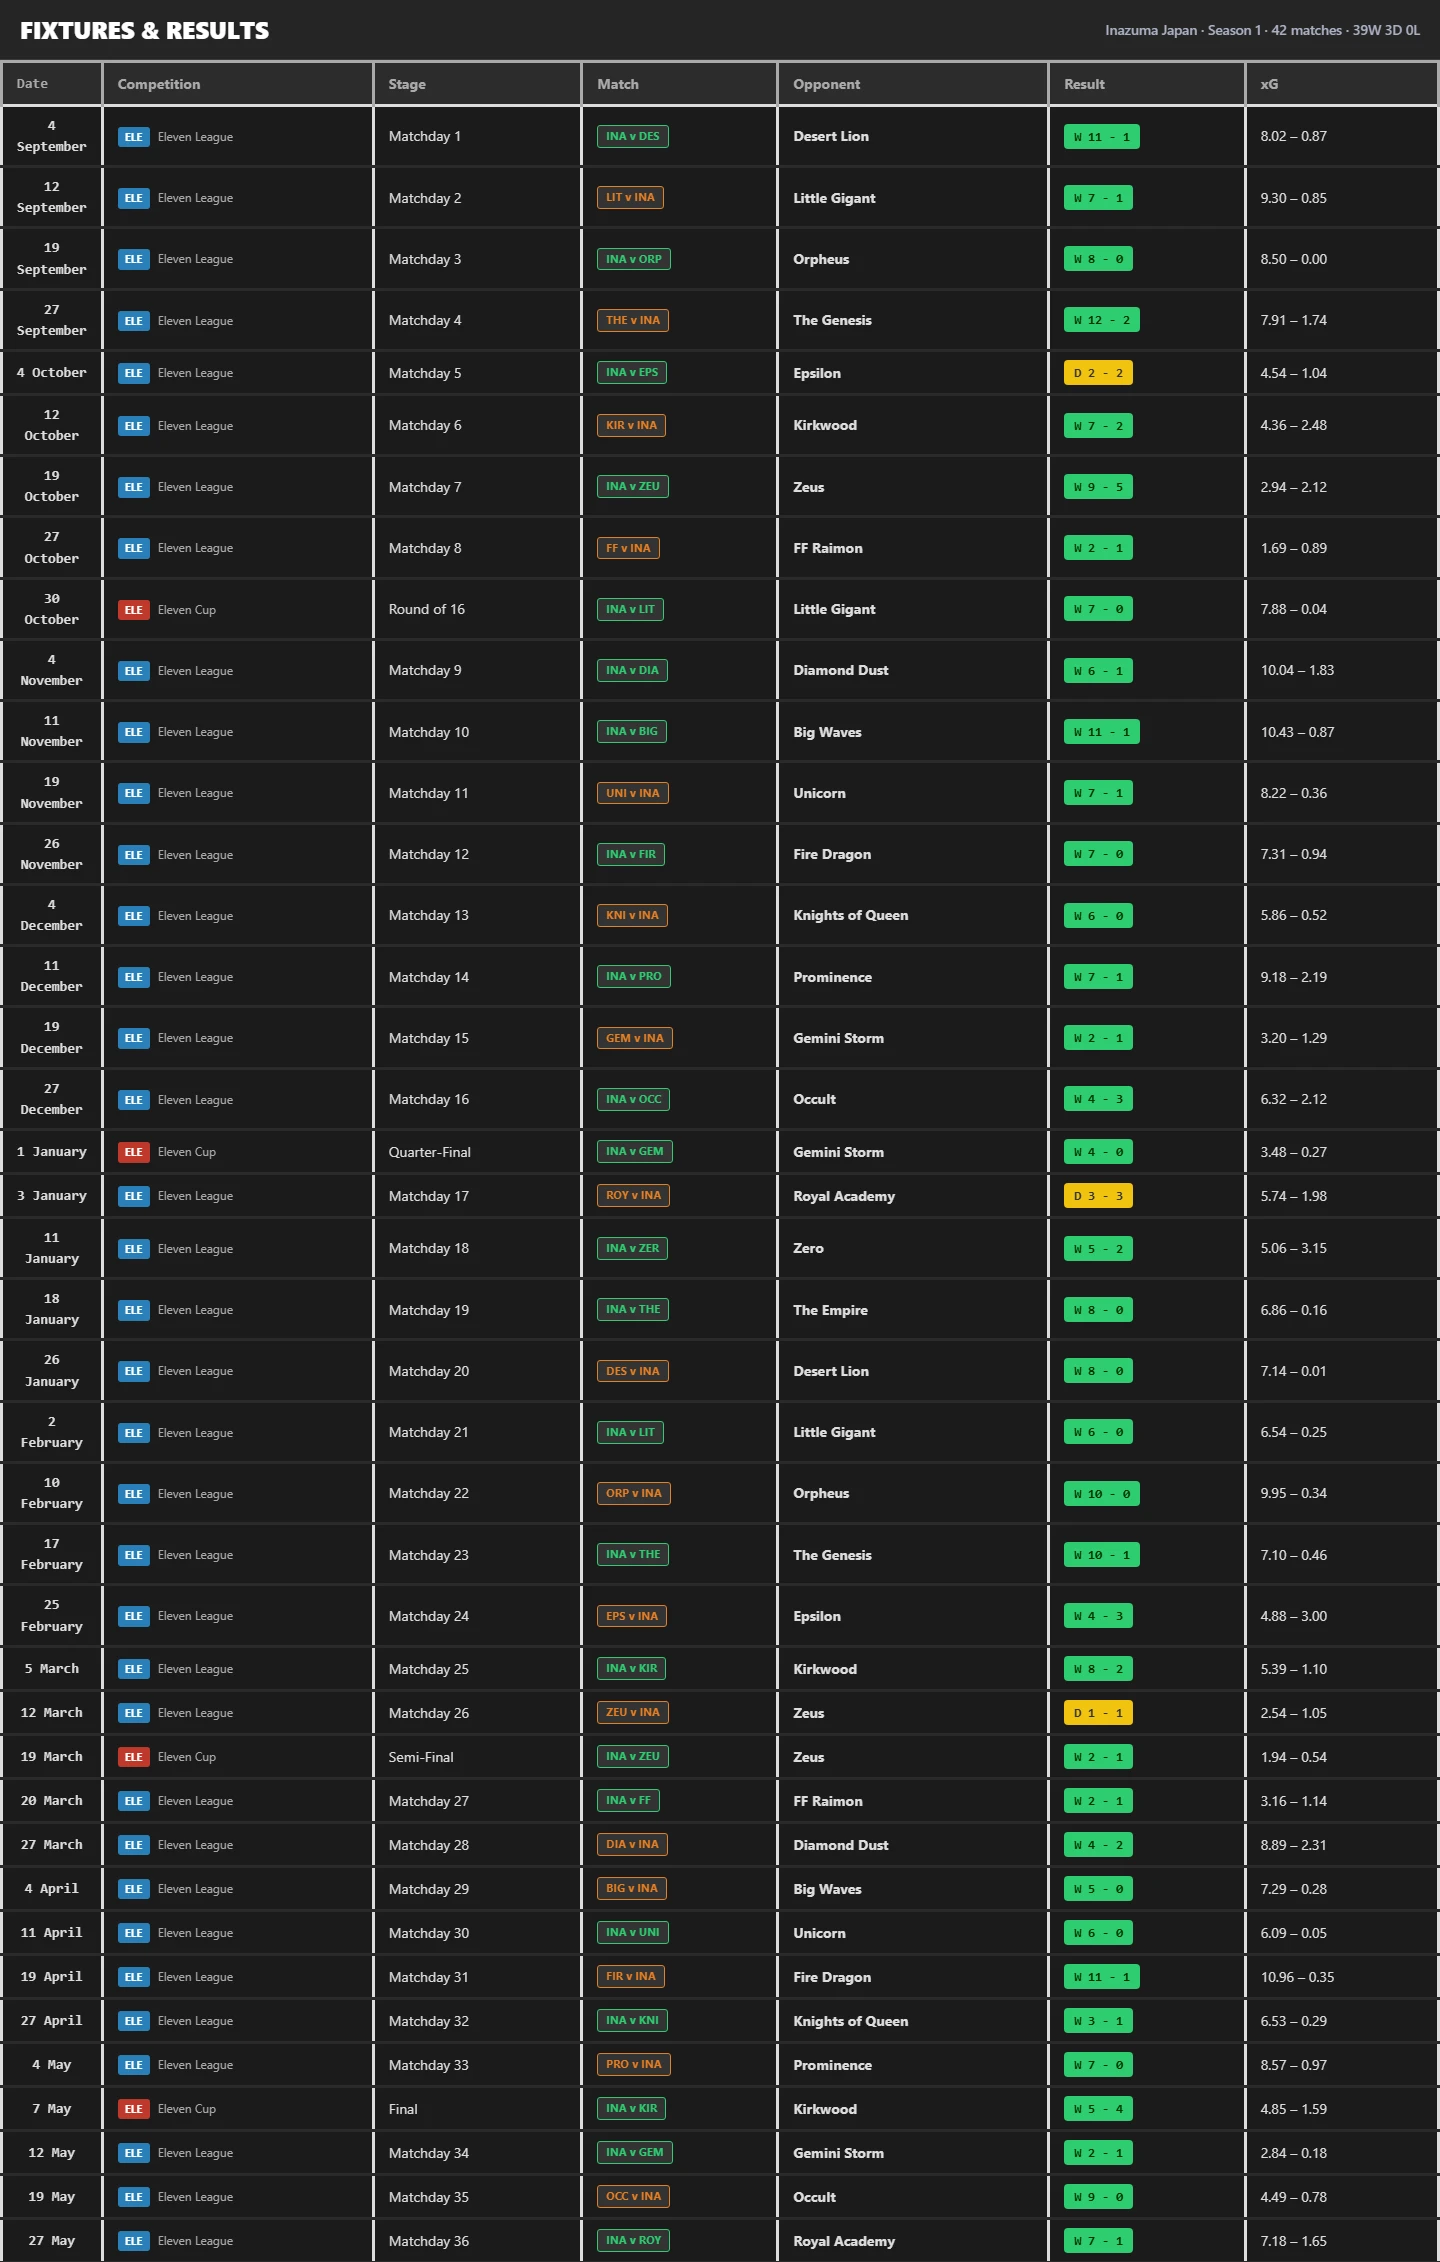 FIXTURES & RESULTS
Inazuma Japan · Season 1 · 42 matches · 39W 3D 0L
Date Competition Stage Match Opponent Result xG
4 September ELE Eleven League Matchday 1 INA v DES Desert Lion W 11 - 1 8.02 – 0.87
12 September ELE Eleven League Matchday 2 LIT v INA Little Gigant W 7 - 1 9.30 – 0.85
19 September ELE Eleven League Matchday 3 INA v ORP Orpheus W 8 - 0 8.50 – 0.00
27 September ELE Eleven League Matchday 4 THE v INA The Genesis W 12 - 2 7.91 – 1.74
4 October ELE Eleven League Matchday 5 INA v EPS Epsilon D 2 - 2 4.54 – 1.04
12 October ELE Eleven League Matchday 6 KIR v INA Kirkwood W 7 - 2 4.36 – 2.48
19 October ELE Eleven League Matchday 7 INA v ZEU Zeus W 9 - 5 2.94 – 2.12
27 October ELE Eleven League Matchday 8 FF v INA FF Raimon W 2 - 1 1.69 – 0.89
30 October ELE Eleven Cup Round of 16 INA v LIT Little Gigant W 7 - 0 7.88 – 0.04
4 November ELE Eleven League Matchday 9 INA v DIA Diamond Dust W 6 - 1 10.04 – 1.83
11 November ELE Eleven League Matchday 10 INA v BIG Big Waves W 11 - 1 10.43 – 0.87
19 November ELE Eleven League Matchday 11 UNI v INA Unicorn W 7 - 1 8.22 – 0.36
26 November ELE Eleven League Matchday 12 INA v FIR Fire Dragon W 7 - 0 7.31 – 0.94
4 December ELE Eleven League Matchday 13 KNI v INA Knights of Queen W 6 - 0 5.86 – 0.52
11 December ELE Eleven League Matchday 14 INA v PRO Prominence W 7 - 1 9.18 – 2.19
19 December ELE Eleven League Matchday 15 GEM v INA Gemini Storm W 2 - 1 3.20 – 1.29
27 December ELE Eleven League Matchday 16 INA v OCC Occult W 4 - 3 6.32 – 2.12
1 January ELE Eleven Cup Quarter-Final INA v GEM Gemini Storm W 4 - 0 3.48 – 0.27
3 January ELE Eleven League Matchday 17 ROY v INA Royal Academy D 3 - 3 5.74 – 1.98
11 January ELE Eleven League Matchday 18 INA v ZER Zero W 5 - 2 5.06 – 3.15
18 January ELE Eleven League Matchday 19 INA v THE The Empire W 8 - 0 6.86 – 0.16
26 January ELE Eleven League Matchday 20 DES v INA Desert Lion W 8 - 0 7.14 – 0.01
2 February ELE Eleven League Matchday 21 INA v LIT Little Gigant W 6 - 0 6.54 – 0.25
10 February ELE Eleven League Matchday 22 ORP v INA Orpheus W 10 - 0 9.95 – 0.34
17 February ELE Eleven League Matchday 23 INA v THE The Genesis W 10 - 1 7.10 – 0.46
25 February ELE Eleven League Matchday 24 EPS v INA Epsilon W 4 - 3 4.88 – 3.00
5 March ELE Eleven League Matchday 25 INA v KIR Kirkwood W 8 - 2 5.39 – 1.10
12 March ELE Eleven League Matchday 26 ZEU v INA Zeus D 1 - 1 2.54 – 1.05
19 March ELE Eleven Cup Semi-Final INA v ZEU Zeus W 2 - 1 1.94 – 0.54
20 March ELE Eleven League Matchday 27 INA v FF FF Raimon W 2 - 1 3.16 – 1.14
27 March ELE Eleven League Matchday 28 DIA v INA Diamond Dust W 4 - 2 8.89 – 2.31
4 April ELE Eleven League Matchday 29 BIG v INA Big Waves W 5 - 0 7.29 – 0.28
11 April ELE Eleven League Matchday 30 INA v UNI Unicorn W 6 - 0 6.09 – 0.05
19 April ELE Eleven League Matchday 31 FIR v INA Fire Dragon W 11 - 1 10.96 – 0.35
27 April ELE Eleven League Matchday 32 INA v KNI Knights of Queen W 3 - 1 6.53 – 0.29
4 May ELE Eleven League Matchday 33 PRO v INA Prominence W 7 - 0 8.57 – 0.97
7 May ELE Eleven Cup Final INA v KIR Kirkwood W 5 - 4 4.85 – 1.59
12 May ELE Eleven League Matchday 34 INA v GEM Gemini Storm W 2 - 1 2.84 – 0.18
19 May ELE Eleven League Matchday 35 OCC v INA Occult W 9 - 0 4.49 – 0.78
27 May ELE Eleven League Matchday 36 INA v ROY Royal Academy W 7 - 1 7.18 – 1.65